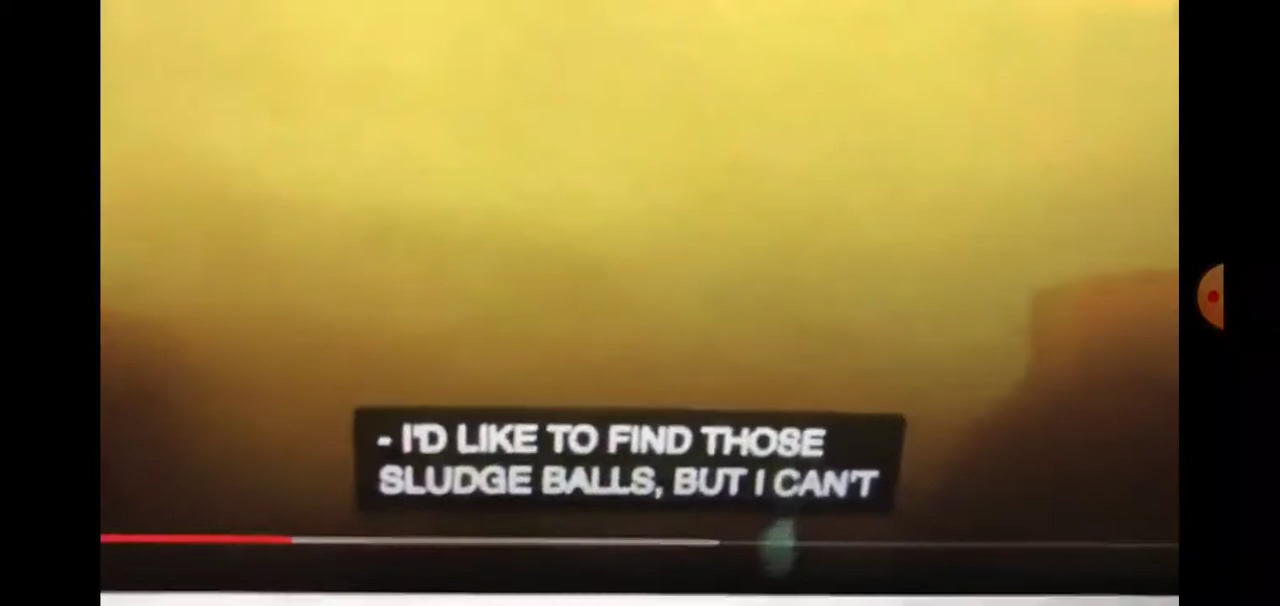 - I'D LIKE TO FIND THOSE
SLUDGE BALLS, BUT I CAN'T